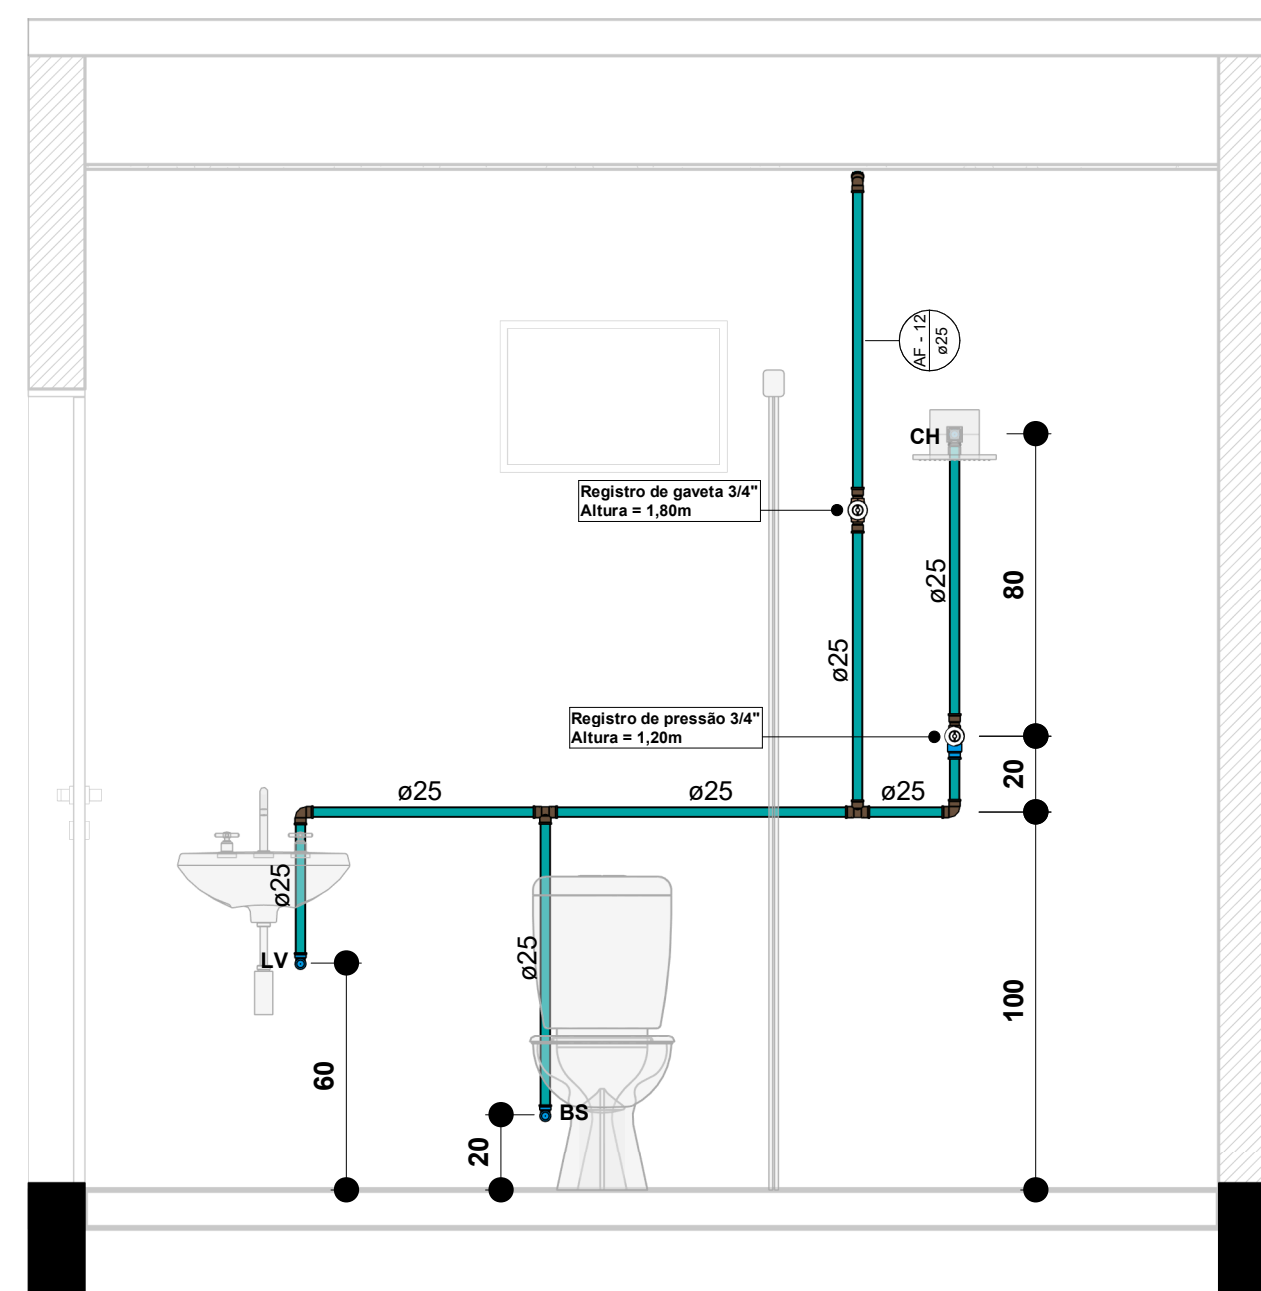 AF - 12
ø25
CH
Registro de gaveta 3/4"
Altura = 1,80m
ø25
80
ø25
Registro de pressão 3/4"
Altura = 1,20m
20
ø25
ø25
ø25
ø25
ø25
LV
100
60
BS
20